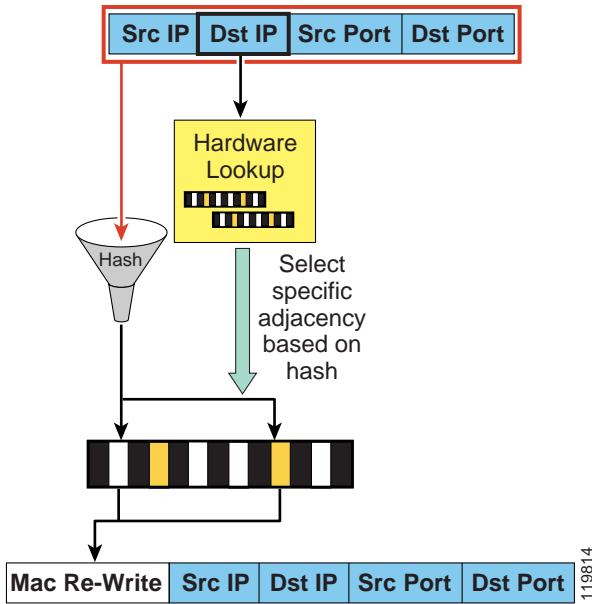 Src IP Dst IP Src Port Dst Port
Hardware
Lookup
Hash
Select
specific
adjacency
based on
hash
Mac Re-Write Src IP Dst IP Src Port Dst Port
119814